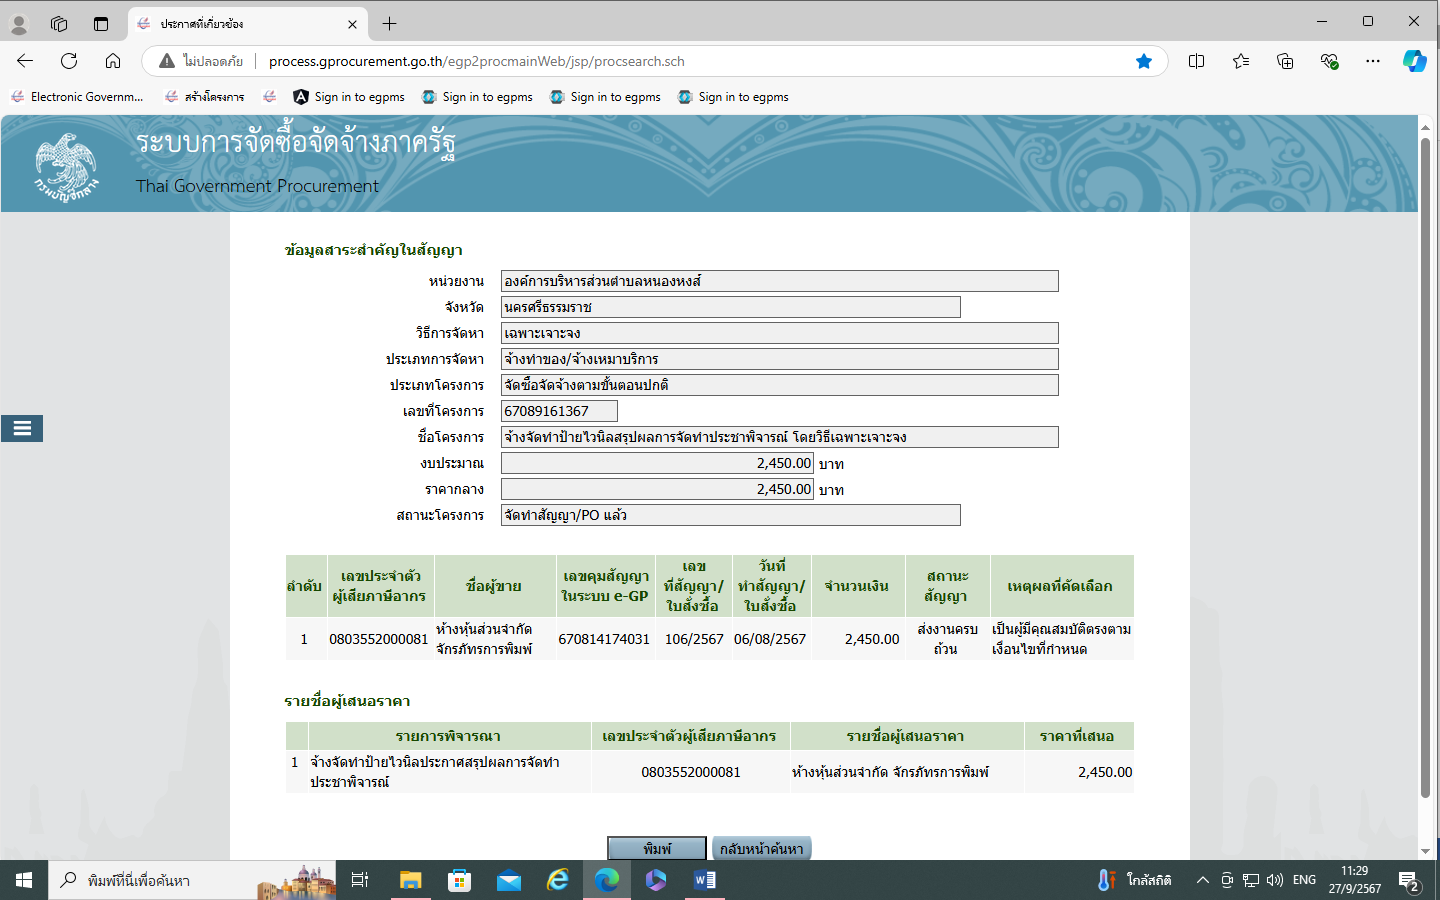 ประกาศที่เกี่ยวข้อง
ไม่ปลอดภัย process.gprocurement.go.th/egp2procmainWeb/jsp/procsearch.sch
Electronic Governm... สร้างโครงการ Sign in to egpms Sign in to egpms Sign in to egpms Sign in to egpms
ระบบการจัดซื้อจัดจ้างภาครัฐ
Thai Government Procurement
กรมบัญชีกลาง
ข้อมูลสาระสำคัญในสัญญา
หน่วยงาน องค์การบริหารส่วนตำบลหนองหงส์
จังหวัด นครศรีธรรมราช
วิธีการจัดหา เฉพาะเจาะจง
ประเภทการจัดหา จ้างทำของ/จ้างเหมาบริการ
ประเภทโครงการ จัดซื้อจัดจ้างตามขั้นตอนปกติ
เลขที่โครงการ 67089161367
ชื่อโครงการ จ้างจัดทำป้ายไวนิลสรุปผลการจัดทำประชาพิจารณ์ โดยวิธีเฉพาะเจาะจง
งบประมาณ 2,450.00 บาท
ราคากลาง 2,450.00 บาท
สถานะโครงการ จัดทำสัญญา/PO แล้ว
ลำดับ เลขประจำตัวผู้เสียภาษีอากร ชื่อผู้ขาย เลขคุมสัญญาในระบบ e-GP เลขที่สัญญา/ใบสั่งซื้อ วันที่ทำสัญญา/ใบสั่งซื้อ จำนวนเงิน สถานะสัญญา เหตุผลที่คัดเลือก
1 0803552000081 ห้างหุ้นส่วนจำกัด จักรภัทรการพิมพ์ 670814174031 106/2567 06/08/2567 2,450.00 ส่งงานครบถ้วน เป็นผู้มีคุณสมบัติตรงตามเงื่อนไขที่กำหนด
รายชื่อผู้เสนอราคา
รายการพิจารณา เลขประจำตัวผู้เสียภาษีอากร รายชื่อผู้เสนอราคา ราคาที่เสนอ
1 จ้างจัดทำป้ายไวนิลประกาศสรุปผลการจัดทำประชาพิจารณ์ 0803552000081 ห้างหุ้นส่วนจำกัด จักรภัทรการพิมพ์ 2,450.00
พิมพ์ กลับหน้าค้นหา
พิมพ์ที่นี่เพื่อค้นหา ใกล้สถิติ ENG 11:29
27/9/2567 2